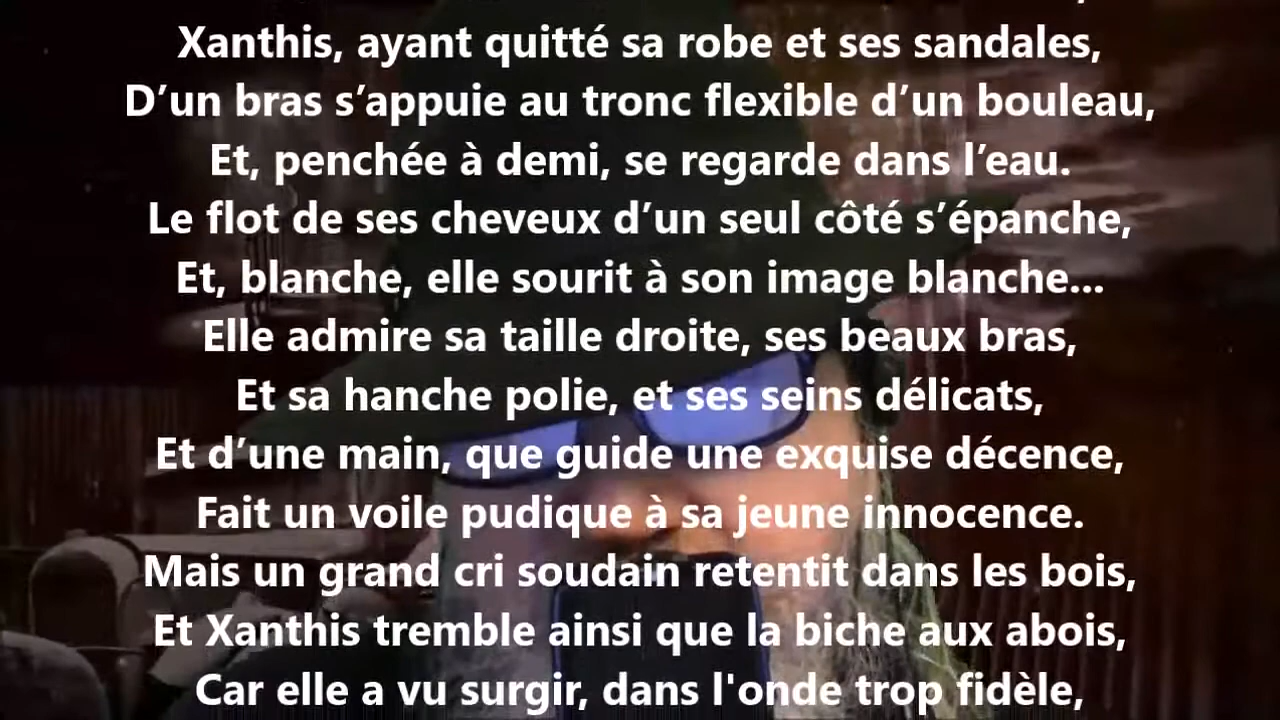 Xanthis, ayant quitté sa robe et ses sandales,
D’un bras s’appuie au tronc flexible d’un bouleau,
Et, penchée à demi, se regarde dans l’eau.
Le flot de ses cheveux d’un seul côté s’épanche,
Et, blanche, elle sourit à son image blanche...
Elle admire sa taille droite, ses beaux bras,
Et sa hanche polie, et ses seins délicats,
Et d’une main, que guide une exquise décence,
Fait un voile pudique à sa jeune innocence.
Mais un grand cri soudain retentit dans les bois,
Et Xanthis tremble ainsi que la biche aux abois,
Car elle a vu surgir, dans l'onde trop fidèle,